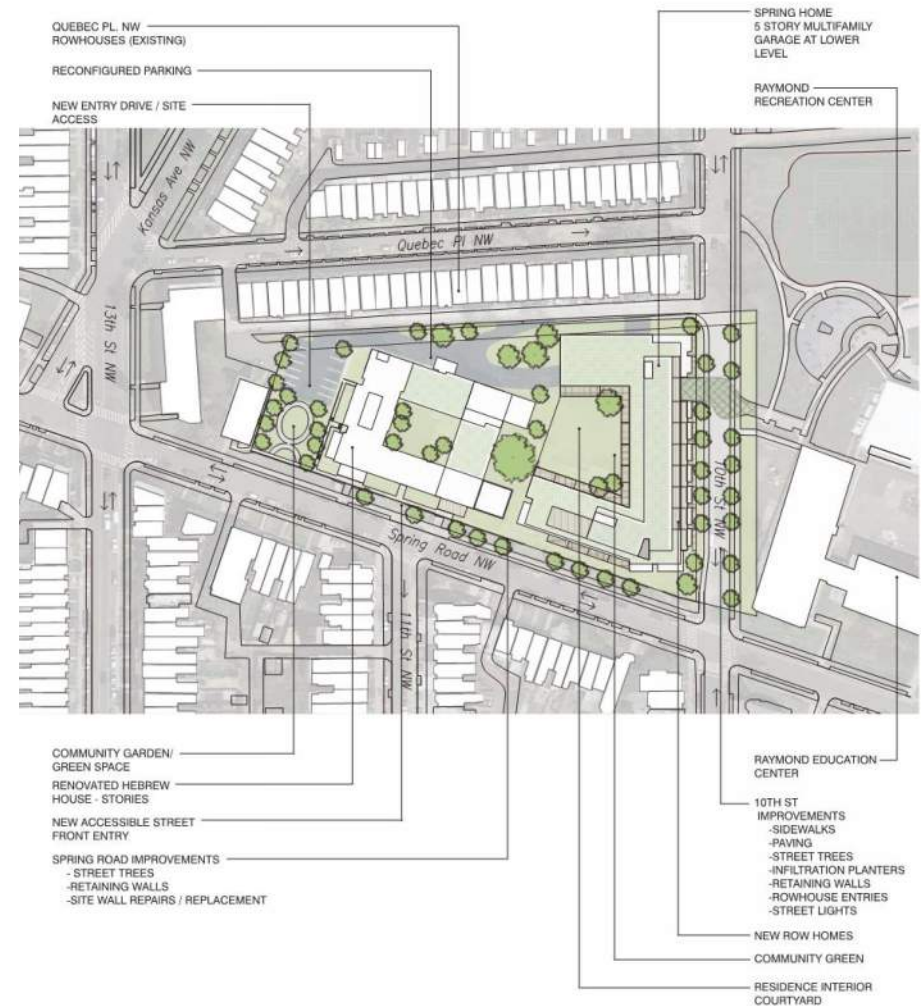 QUEBEC PL. NW
ROWHOUSES (EXISTING)
RECONFIGURED PARKING
NEW ENTRY DRIVE / SITE
ACCESS
SPRING HOME
5 STORY MULTIFAMILY
GARAGE AT LOWER
LEVEL
RAYMOND
RECREATION CENTER
Kansas Ave NW
Quebec Pl NW
13th St NW
10th St NW
Spring Road NW
11th St NW
COMMUNITY GARDEN/
GREEN SPACE
RENOVATED HEBREW
HOUSE - STORIES
NEW ACCESSIBLE STREET
FRONT ENTRY
SPRING ROAD IMPROVEMENTS
- STREET TREES
-RETAINING WALLS
-SITE WALL REPAIRS / REPLACEMENT
RAYMOND EDUCATION
CENTER
10TH ST
IMPROVEMENTS
-SIDEWALKS
-PAVING
-STREET TREES
-INFILTRATION PLANTERS
-RETAINING WALLS
-ROWHOUSE ENTRIES
-STREET LIGHTS
NEW ROW HOMES
COMMUNITY GREEN
RESIDENCE INTERIOR
COURTYARD